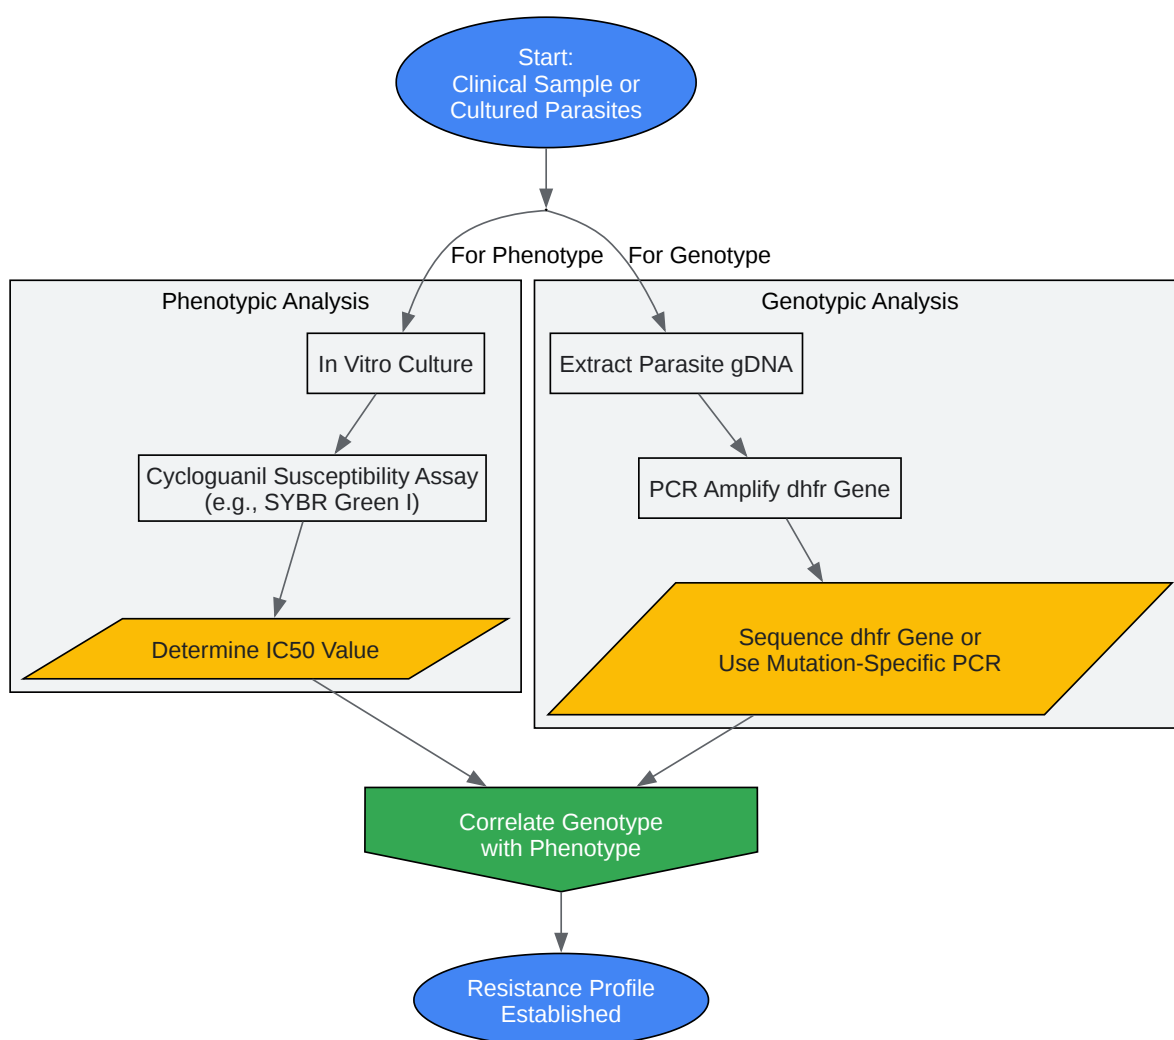 Start:
Clinical Sample or
Cultured Parasites
For Phenotype
For Genotype
Phenotypic Analysis
In Vitro Culture
Cycloguanil Susceptibility Assay
(e.g., SYBR Green I)
Determine IC50 Value
Genotypic Analysis
Extract Parasite gDNA
PCR Amplify dhfr Gene
Sequence dhfr Gene or
Use Mutation-Specific PCR
Correlate Genotype
with Phenotype
Resistance Profile
Established